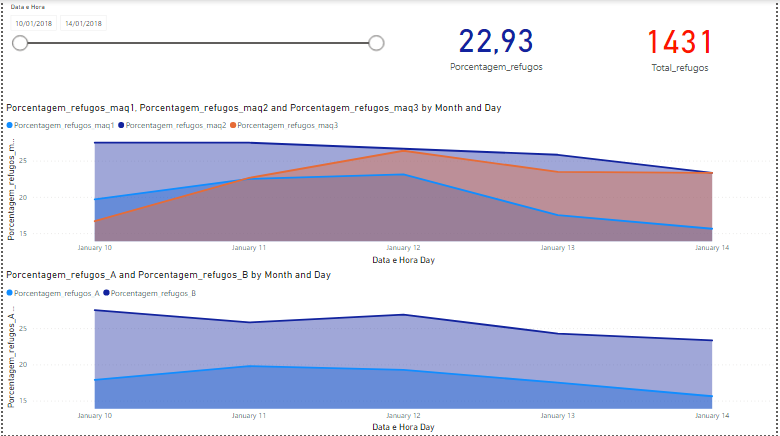 Data e Hora
10/01/2018 14/01/2018
22,93
Porcentagem_refugos
1431
Total_refugos
Porcentagem_refugos_maq1, Porcentagem_refugos_maq2 and Porcentagem_refugos_maq3 by Month and Day
Porcentagem_refugos_maq1 Porcentagem_refugos_maq2 Porcentagem_refugos_maq3
Porcentagem_refugos_m...
25
20
15
January 10 January 11 January 12 January 13 January 14
Data e Hora Day
Porcentagem_refugos_A and Porcentagem_refugos_B by Month and Day
Porcentagem_refugos_A Porcentagem_refugos_B
Porcentagem_refugos_A...
25
20
15
January 10 January 11 January 12 January 13 January 14
Data e Hora Day